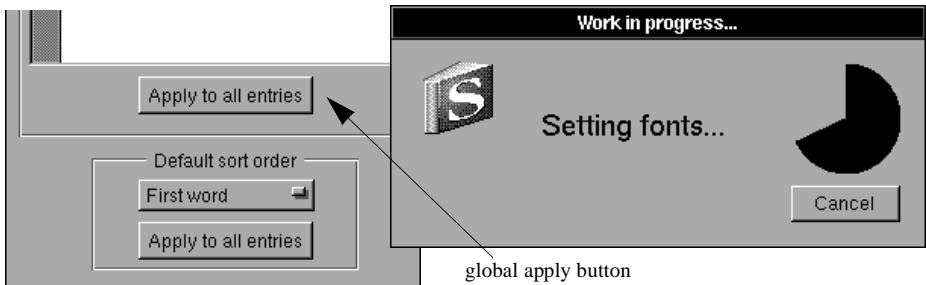 Work in progress...
Apply to all entries
S
Setting fonts...
Default sort order
First word
Cancel
Apply to all entries
global apply button